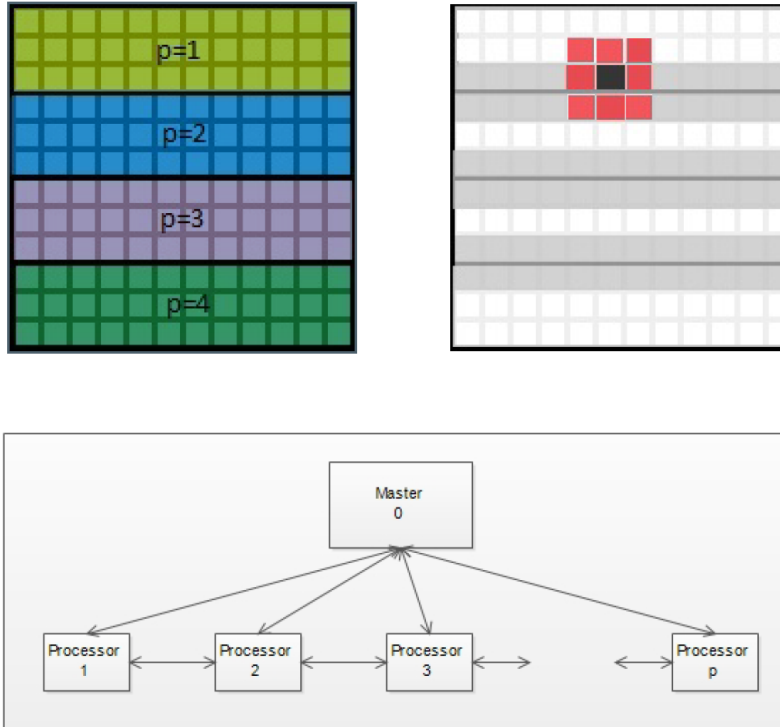 p=1
p=2
p=3
p=4
Master
0
Processor
1
Processor
2
Processor
3
Processor
p